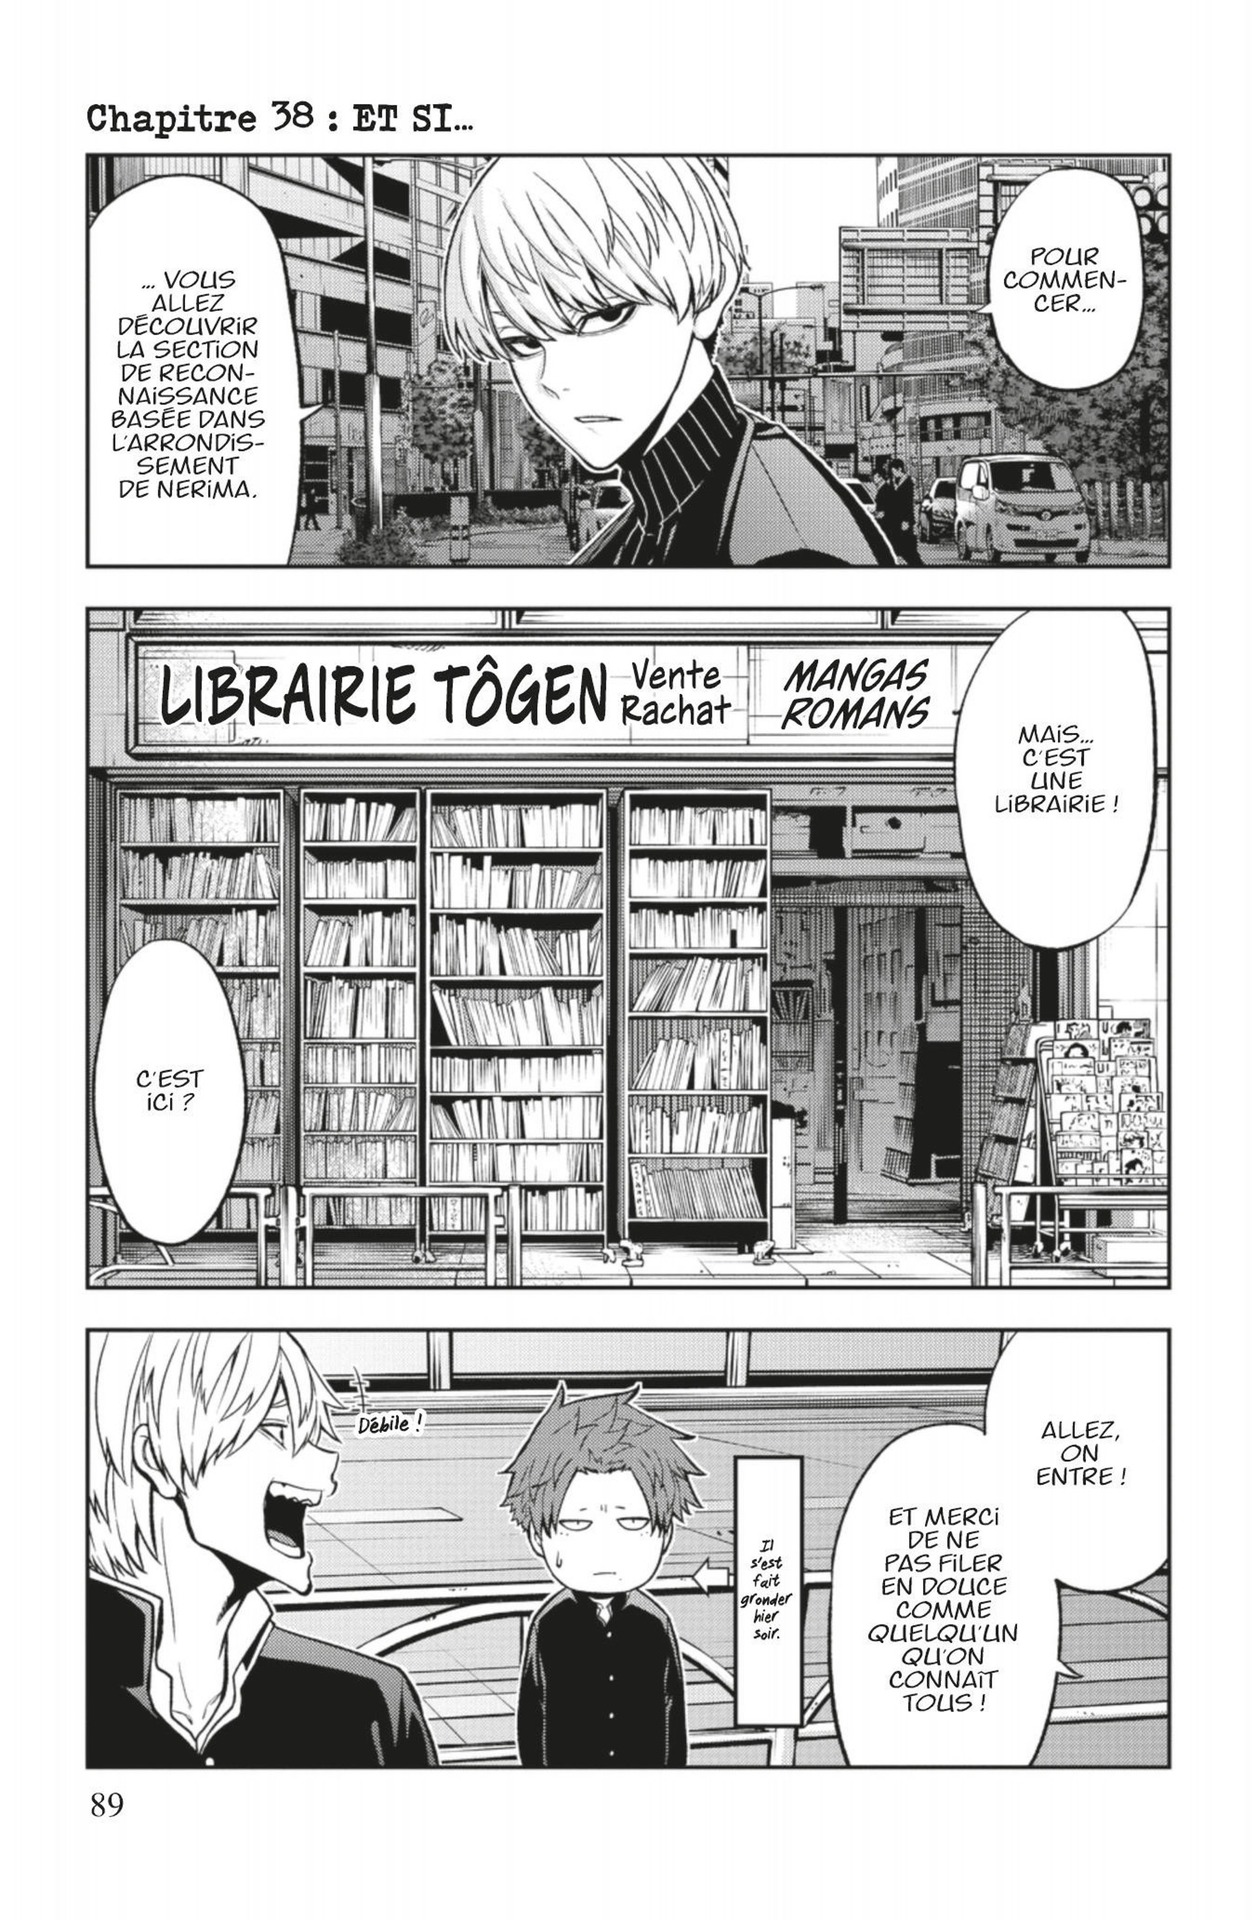 Chapitre 38 : ET SI...
POUR
COMMEN-
CER...
... VOUS
ALLEZ
DÉCOUVRIR
LA SECTION
DE RECON-
NAISSANCE
BASÉE DANS
L'ARRONDIS-
SEMENT
DE NERIMA.
LIBRAIRIE TÔGEN
Vente
Rachat
MANGAS
ROMANS
MAIS...
C'EST
UNE
LIBRAIRIE !
C'EST
ICI ?
ALLEZ,
ON
ENTRE !
ET MERCI
DE NE
PAS FILER
EN DOUCE
COMME
QUELQU'UN
QU'ON
CONNAÎT
TOUS !
Il
s'est
fait
gronder
hier
soir.
Débile !
89